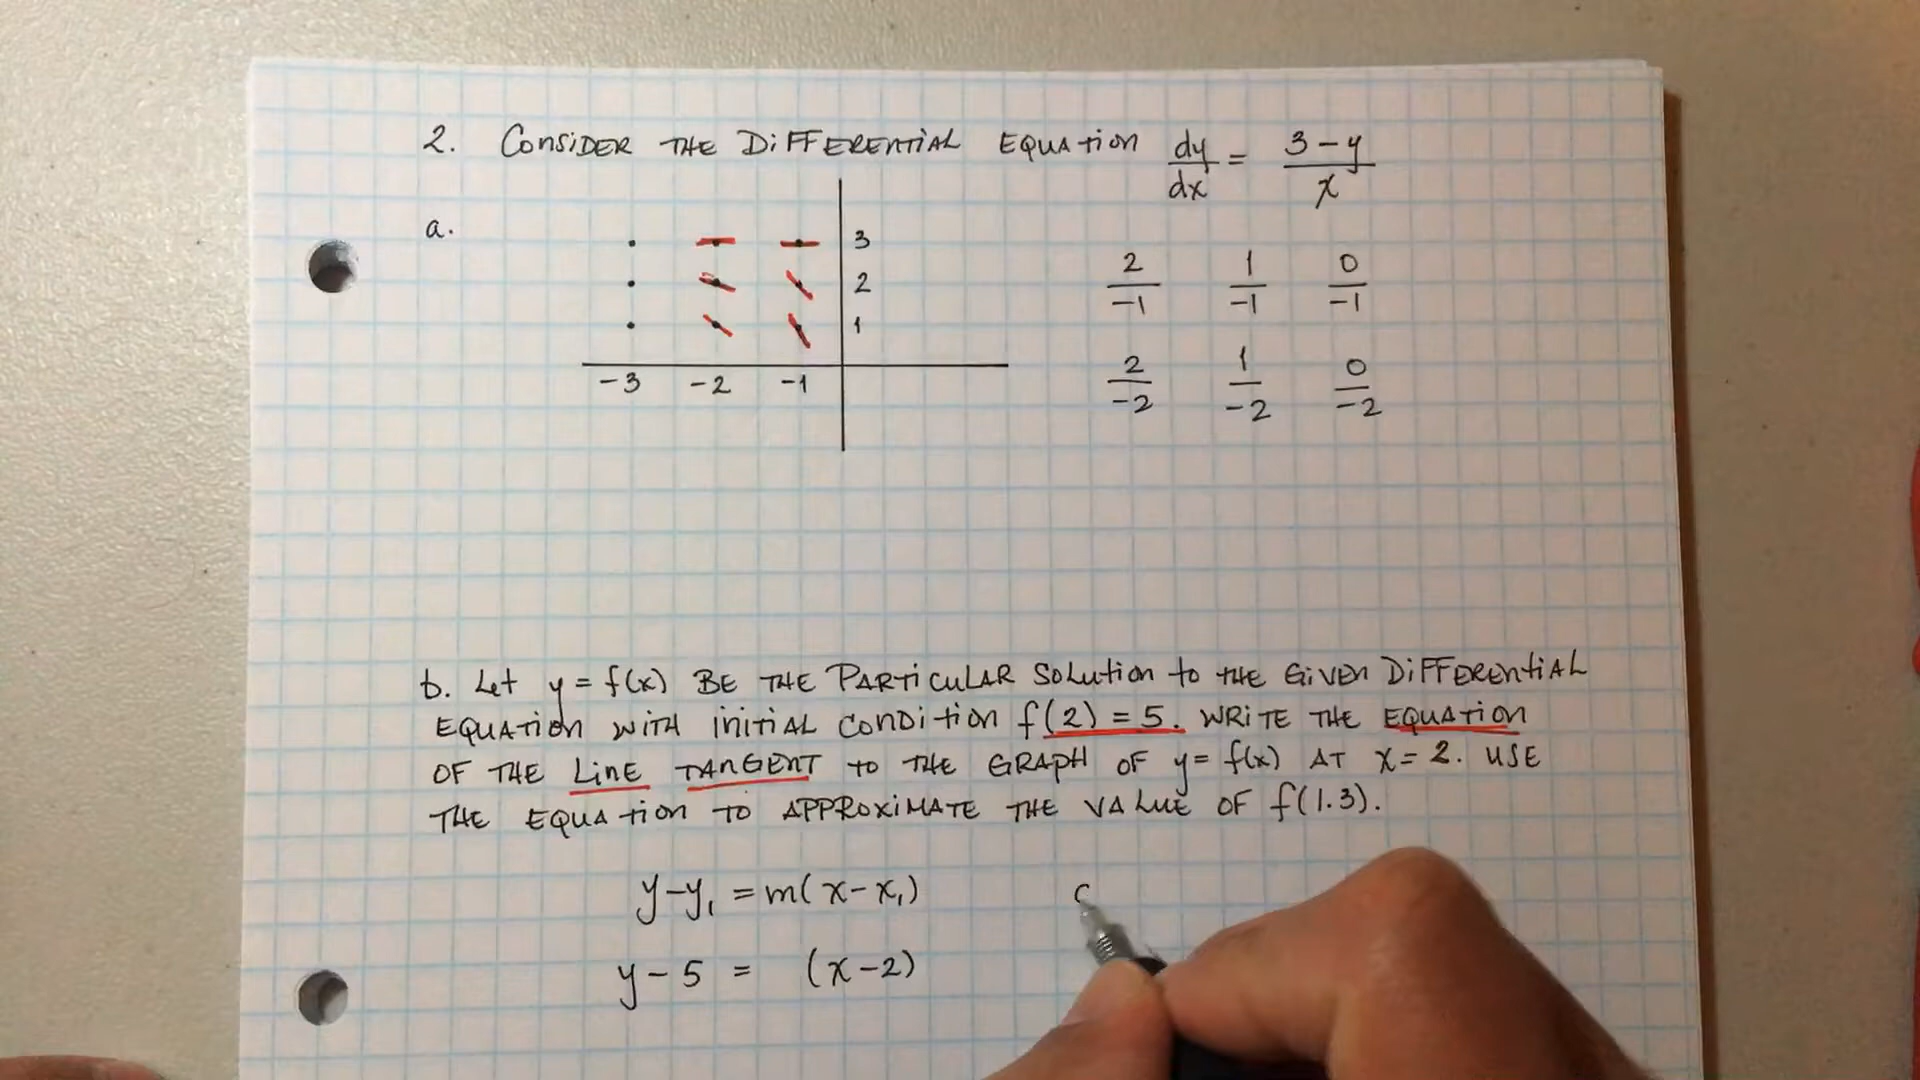 2. CONSIDER THE DIFFERENTIAL EQUATION dy/dx = 3-y/x
a.
3
2
1
-3 -2 -1
2/-1 1/-1 0/-1
2/-2 1/-2 0/-2
b. Let y = f(x) BE THE PARTICULAR SOLUTION TO THE GIVEN DIFFERENTIAL
EQUATION WITH INITIAL CONDITION f(2) = 5. WRITE THE EQUATION
OF THE LINE TANGENT TO THE GRAPH OF y = f(x) AT x = 2. USE
THE EQUATION TO APPROXIMATE THE VALUE OF f(1.3).
y-y₁ = m(x-x₁)
y-5 = (x-2)